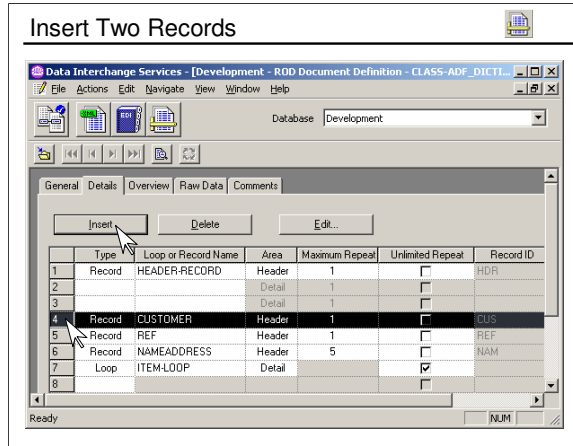 Insert Two Records
Data Interchange Services - [Development - ROD Document Definition - CLASS-ADF_DICTI...
File Actions Edit Navigate View Window Help
XML EDI
Database Development
General Details Overview Raw Data Comments
Insert Delete Edit...
Type Loop or Record Name Area Maximum Repeat Unlimited Repeat Record ID
1 Record HEADER-RECORD Header 1 HDR
2 Detail 1
3 Detail 1
4 Record CUSTOMER Header 1 CUS
5 Record REF Header 1 REF
6 Record NAMEADDRESS Header 5 NAM
7 Loop ITEM-LOOP Detail
8
Ready NUM